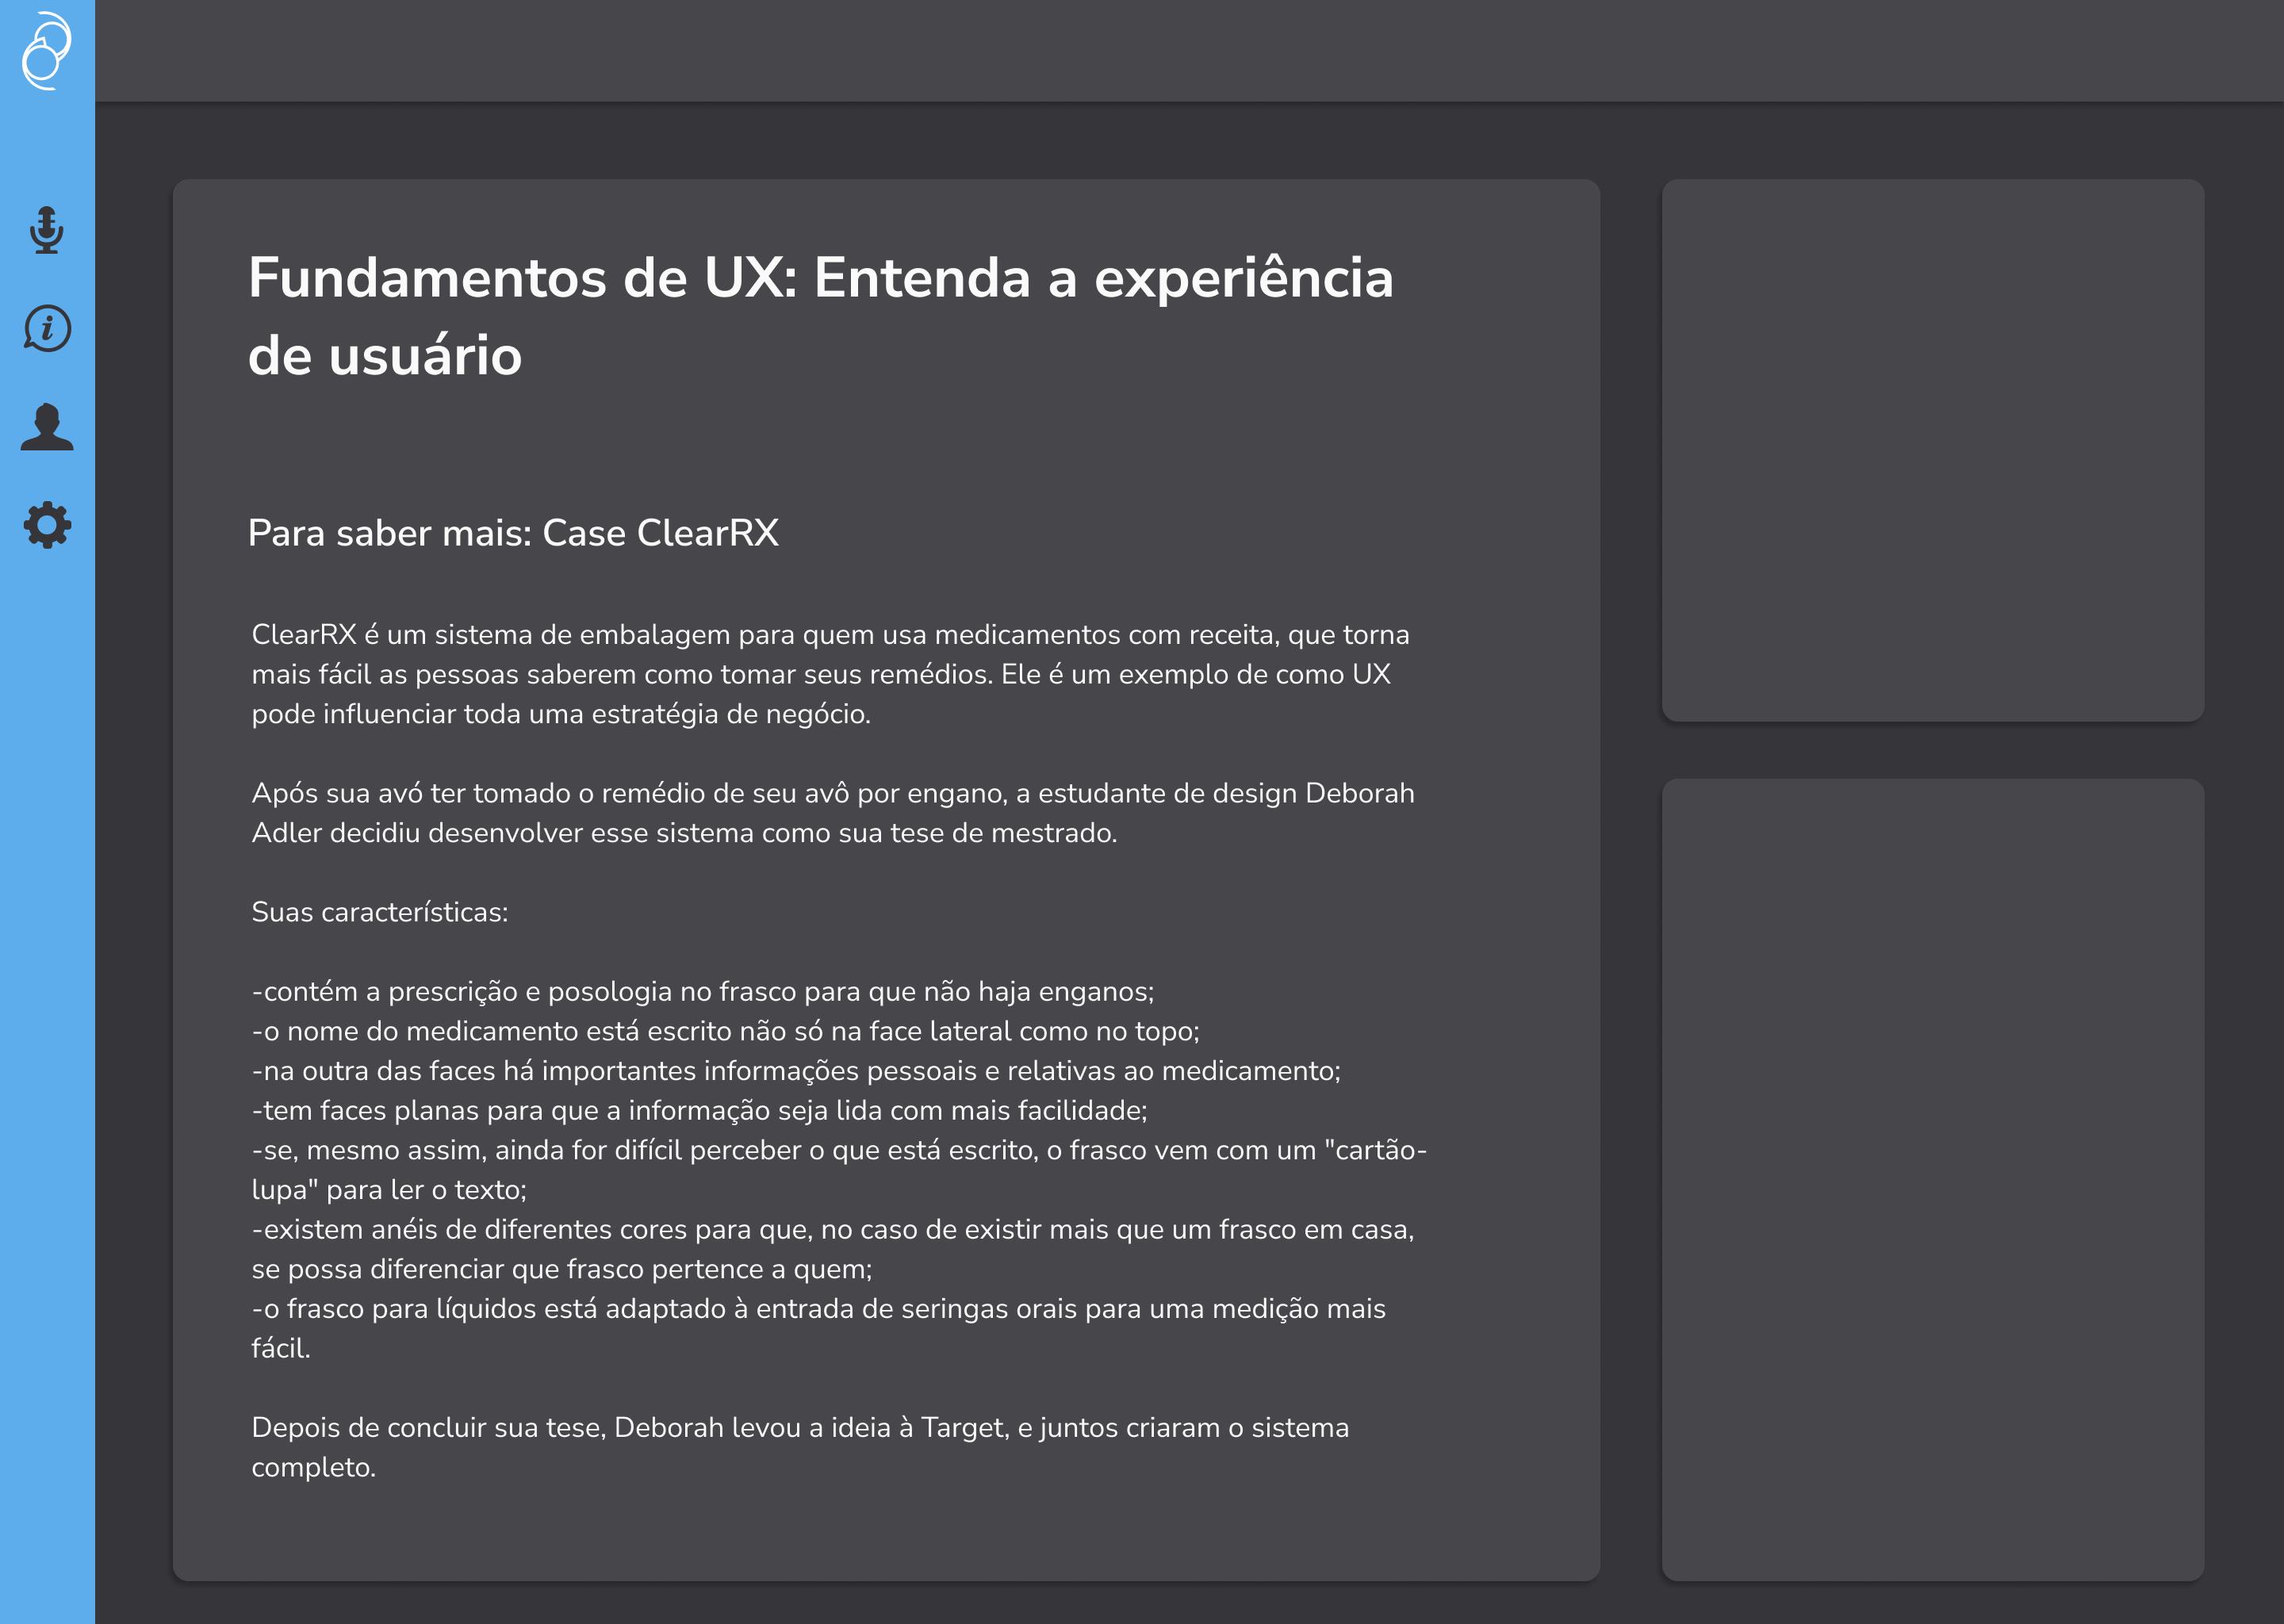 Fundamentos de UX: Entenda a experiência
de usuário
Para saber mais: Case ClearRX
ClearRX é um sistema de embalagem para quem usa medicamentos com receita, que torna
mais fácil as pessoas saberem como tomar seus remédios. Ele é um exemplo de como UX
pode influenciar toda uma estratégia de negócio.
Após sua avó ter tomado o remédio de seu avô por engano, a estudante de design Deborah
Adler decidiu desenvolver esse sistema como sua tese de mestrado.
Suas características:
-contém a prescrição e posologia no frasco para que não haja enganos;
-o nome do medicamento está escrito não só na face lateral como no topo;
-na outra das faces há importantes informações pessoais e relativas ao medicamento;
-tem faces planas para que a informação seja lida com mais facilidade;
-se, mesmo assim, ainda for difícil perceber o que está escrito, o frasco vem com um "cartão-
lupa" para ler o texto;
-existem anéis de diferentes cores para que, no caso de existir mais que um frasco em casa,
se possa diferenciar que frasco pertence a quem;
-o frasco para líquidos está adaptado à entrada de seringas orais para uma medição mais
fácil.
Depois de concluir sua tese, Deborah levou a ideia à Target, e juntos criaram o sistema
completo.